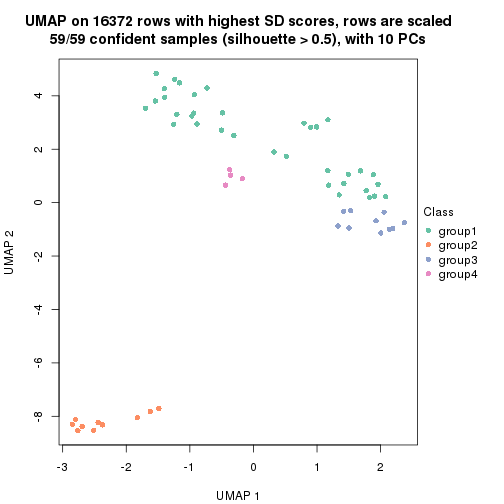 UMAP on 16372 rows with highest SD scores, rows are scaled
59/59 confident samples (silhouette > 0.5), with 10 PCs
4
2
0
-2
-4
-6
-8
UMAP 2
-3
-2
-1
0
1
2
UMAP 1
Class
group1
group2
group3
group4